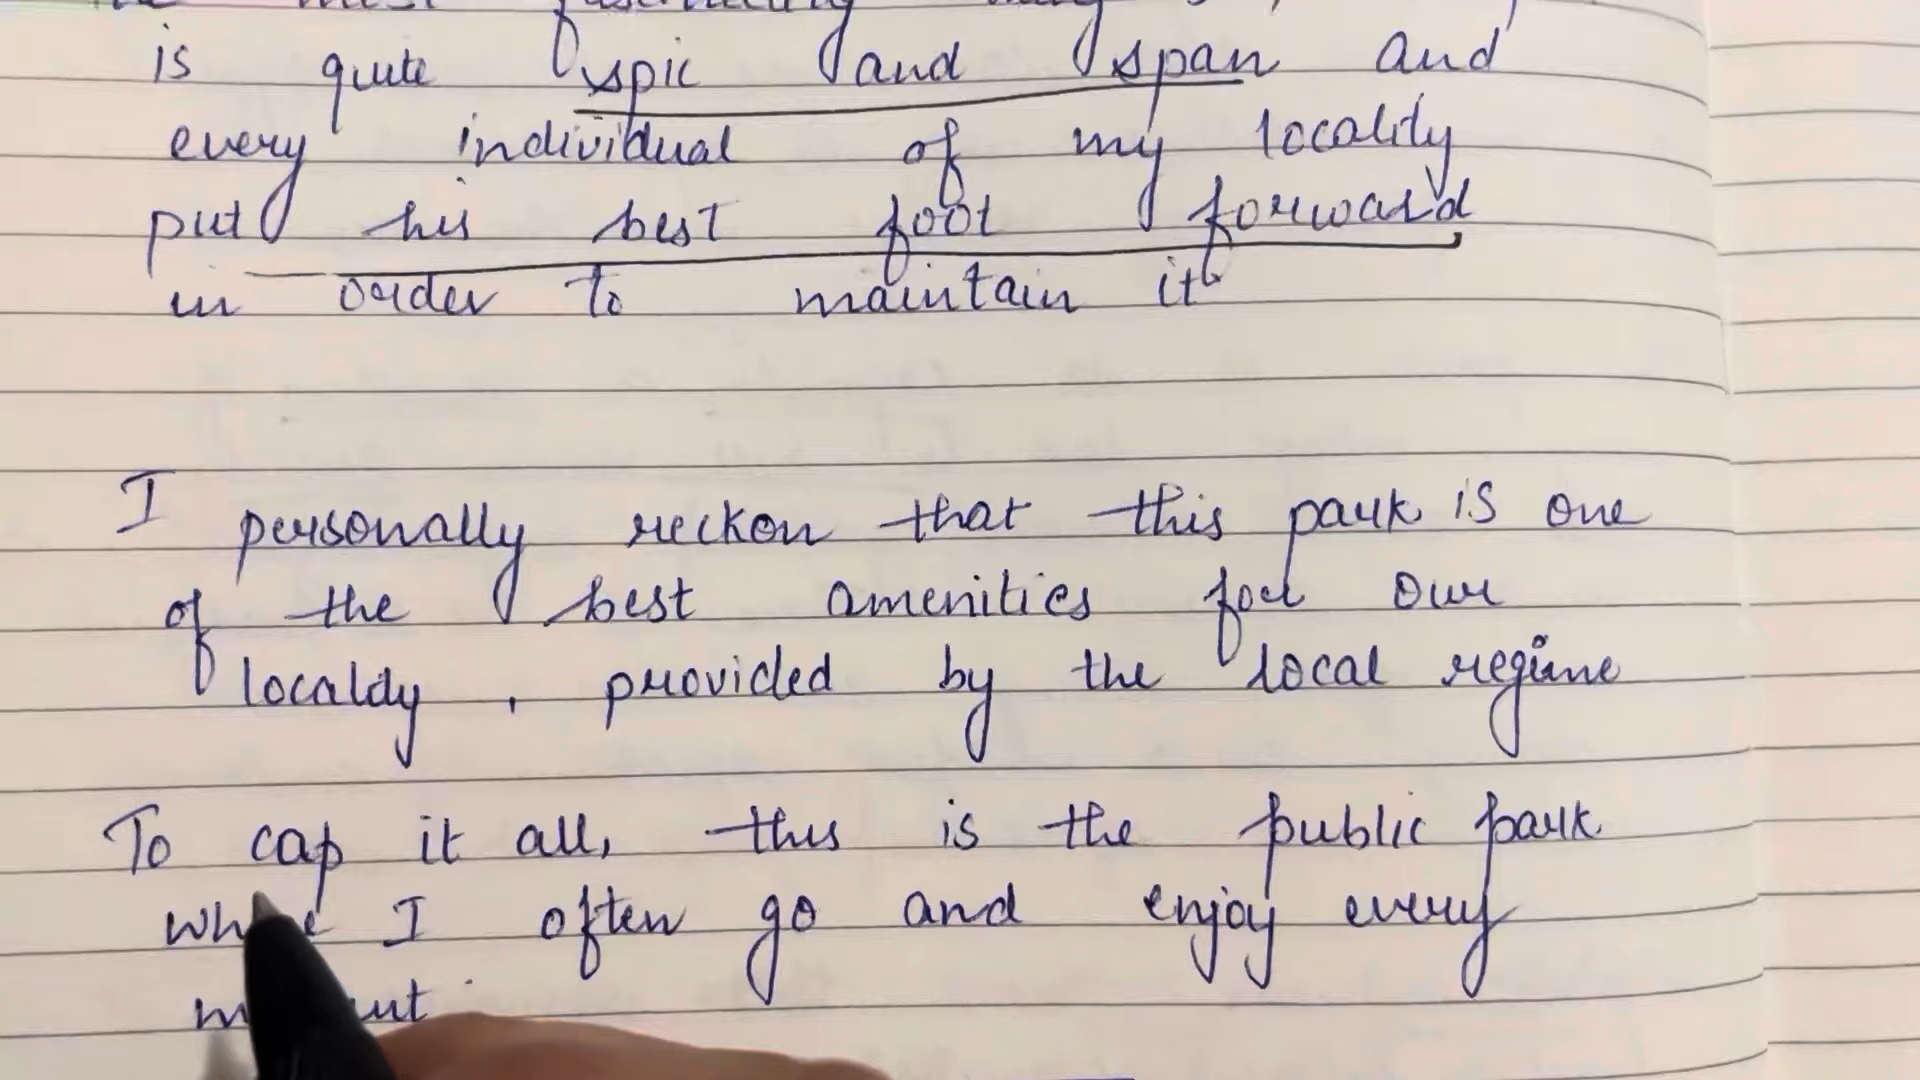 is quite spic and span and
every individual of my locality
put his best foot forward
in order to maintain it
I personally reckon that this park is one
of the best amenities for our
locality, provided by the local regime
To cap it all, this is the public park
I often go and enjoy every